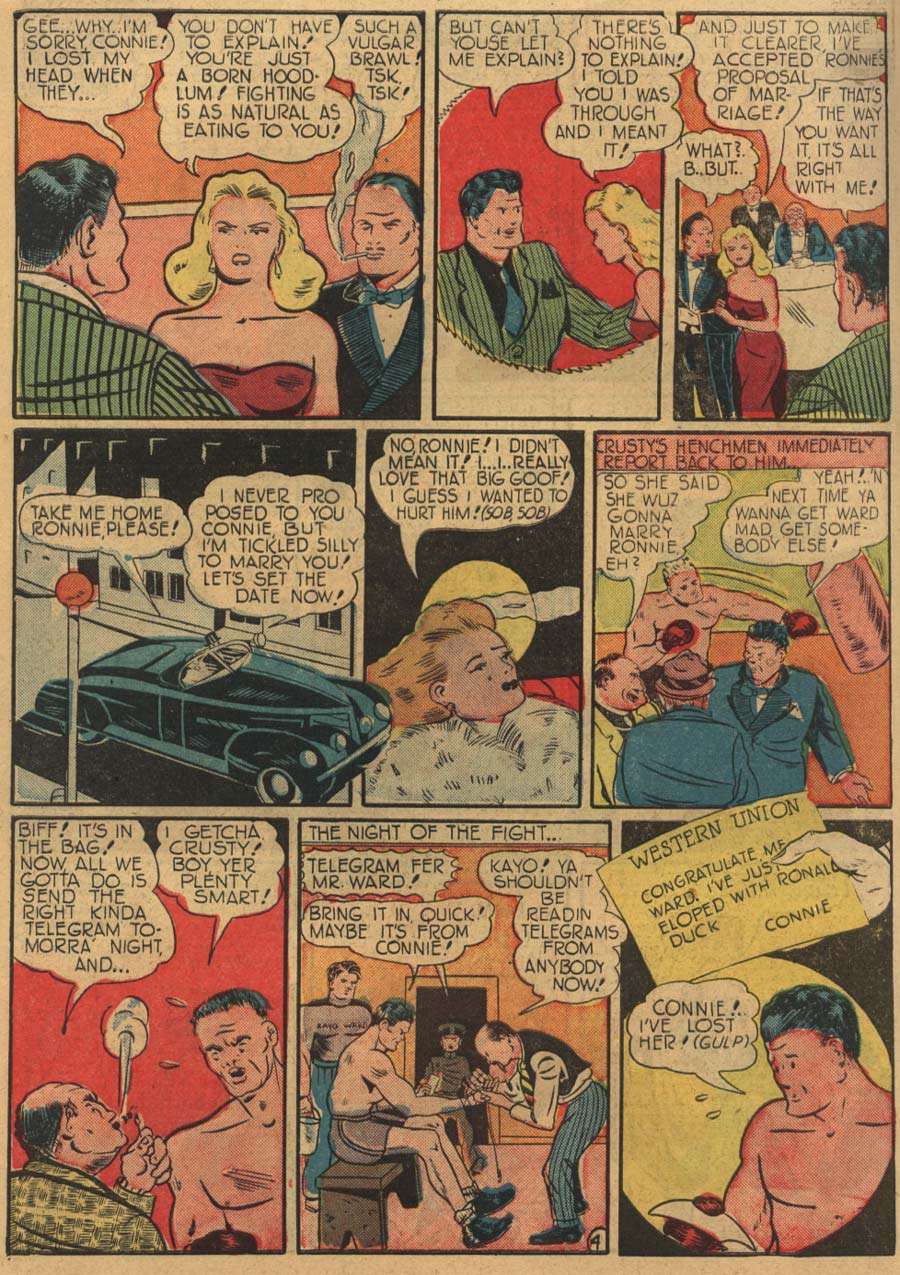 GEE...WHY...I'M
SORRY, CONNIE!
I LOST MY
HEAD WHEN
THEY...
YOU DON'T HAVE
TO EXPLAIN!
YOU'RE JUST
A BORN HOOD-
LUM! FIGHTING
IS AS NATURAL AS
EATING TO YOU!
SUCH A
VULGAR
BRAWL!
TSK,
TSK!
BUT CAN'T
YOUSE LET
ME EXPLAIN?
THERE'S
NOTHING
TO EXPLAIN!
I TOLD
YOU I WAS
THROUGH
AND I MEANT
IT!
AND JUST TO MAKE
IT CLEARER, I'VE
ACCEPTED RONNIE'S
PROPOSAL
OF MAR-
RIAGE!
WHAT?.
B..BUT..
IF THAT'S
THE WAY
YOU WANT
IT, IT'S ALL
RIGHT
WITH ME!
TAKE ME HOME
RONNIE, PLEASE!
I NEVER PRO
POSED TO YOU
CONNIE, BUT
I'M TICKLED SILLY
TO MARRY YOU!
LET'S SET THE
DATE NOW!
NO, RONNIE! I DIDN'T
MEAN IT! I...I..REALLY
LOVE THAT BIG GOOF!
I GUESS I WANTED TO
HURT HIM! (SOB, SOB)
CRUSTY'S HENCHMEN IMMEDIATELY
REPORT BACK TO HIM...
SO SHE SAID
SHE WUZ
GONNA
MARRY
RONNIE,
EH?
YEAH!..'N
NEXT TIME YA
WANNA GET WARD
MAD, GET SOME-
BODY ELSE!
BIFF! IT'S IN
THE BAG!
NOW, ALL WE
GOTTA DO IS
SEND THE
RIGHT KINDA
TELEGRAM TO-
MORRA' NIGHT,
AND...
I GETCHA,
CRUSTY!
BOY YER
PLENTY
SMART!
THE NIGHT OF THE FIGHT...
TELEGRAM FER
MR. WARD!
BRING IT IN, QUICK!
MAYBE IT'S FROM
CONNIE!
KAYO! YA
SHOULDN'T
BE
READIN
TELEGRAMS
FROM
ANYBODY
NOW!
KAYO WARD
4
WESTERN UNION
CONGRATULATE ME,
WARD. I'VE JUST
ELOPED WITH RONALD
DUCK CONNIE
CONNIE!..
I'VE LOST
HER! (GULP)